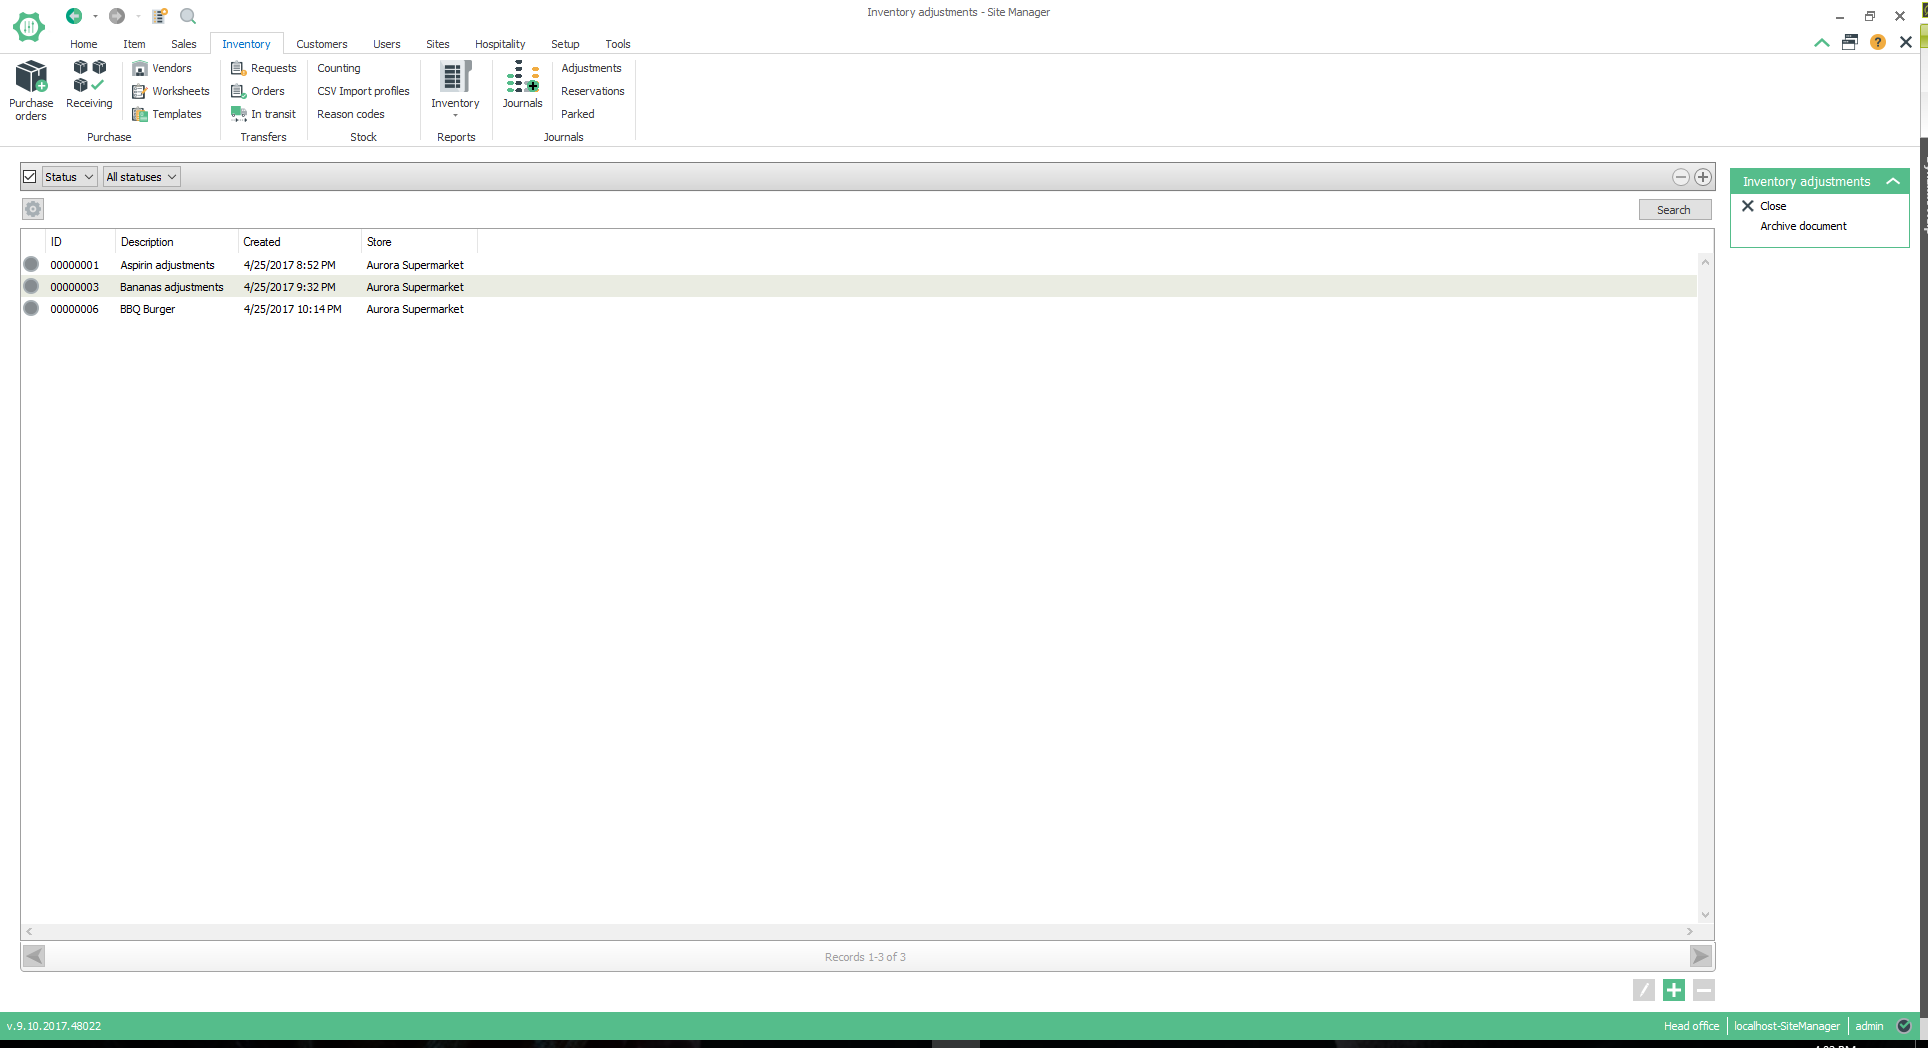 Inventory adjustments - Site Manager
Home Item Sales Inventory Customers Users Sites Hospitality Setup Tools
Purchase orders
Receiving
Vendors
Worksheets
Templates
Purchase
Requests
Orders
In transit
Transfers
Counting
CSV Import profiles
Reason codes
Stock
Inventory
Reports
Journals
Adjustments
Reservations
Parked
Journals
Status All statuses
Search
ID Description Created Store
00000001 Aspirin adjustments 4/25/2017 8:52 PM Aurora Supermarket
00000003 Bananas adjustments 4/25/2017 9:32 PM Aurora Supermarket
00000006 BBQ Burger 4/25/2017 10:14 PM Aurora Supermarket
Records 1-3 of 3
Inventory adjustments
Close
Archive document
v.9.10.2017.48022
Head office localhost-SiteManager admin